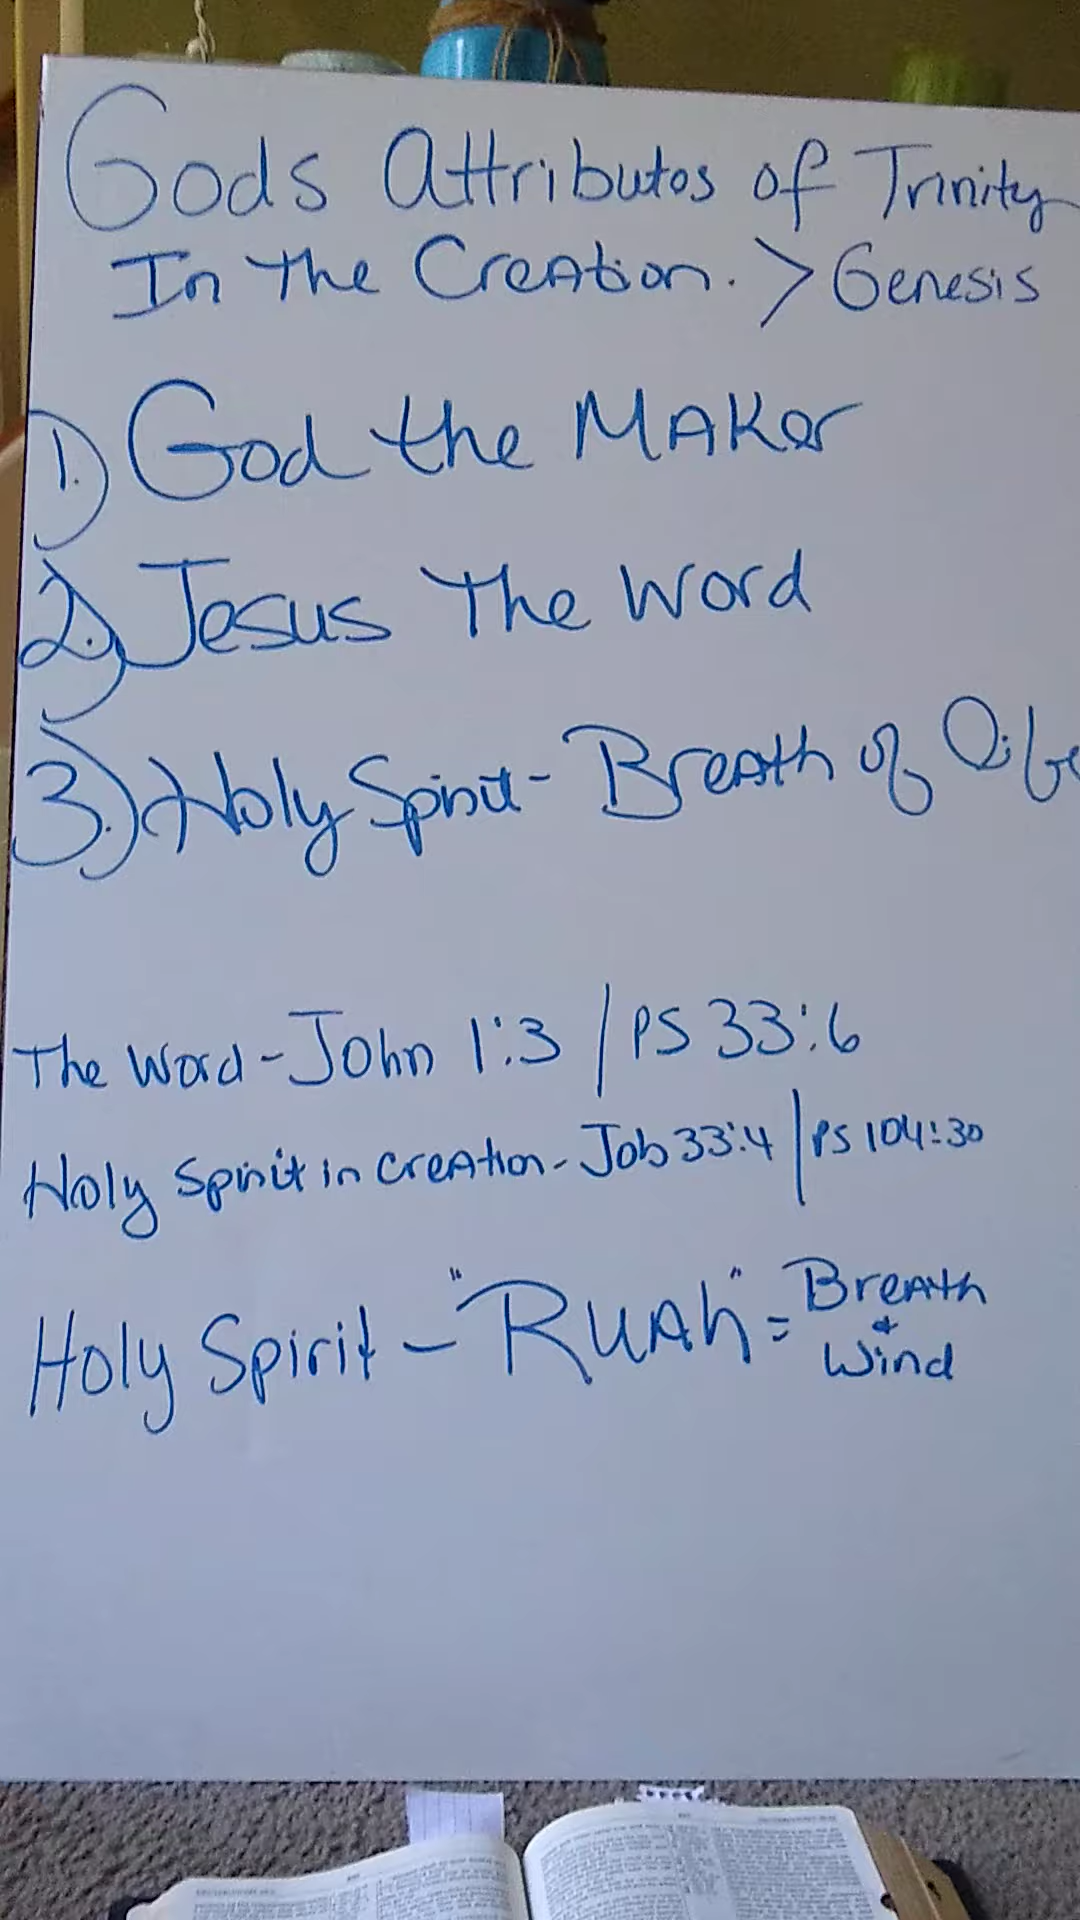 Gods Attributes of Trinity
In The Creation. > Genesis
1.) God the Maker
2.) Jesus The Word
3.) Holy Spirit - Breath of Life
The Word - John 1:3 / PS 33:6
Holy Spirit in Creation - Job 33:4 | PS 104:30
Holy Spirit - "RUAh" = Breath
&
Wind